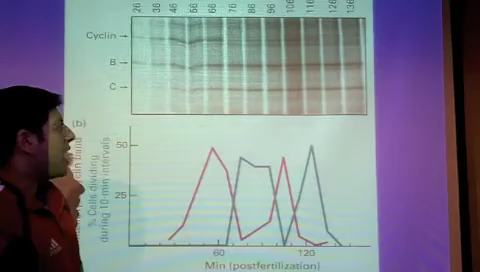 26 36 46 56 66 76 86 96 106 116 126 136
Cyclin
B
C
(b)
% Cells dividing
during 10-min intervals
50
25
60 120
Min (postfertilization)
adidas